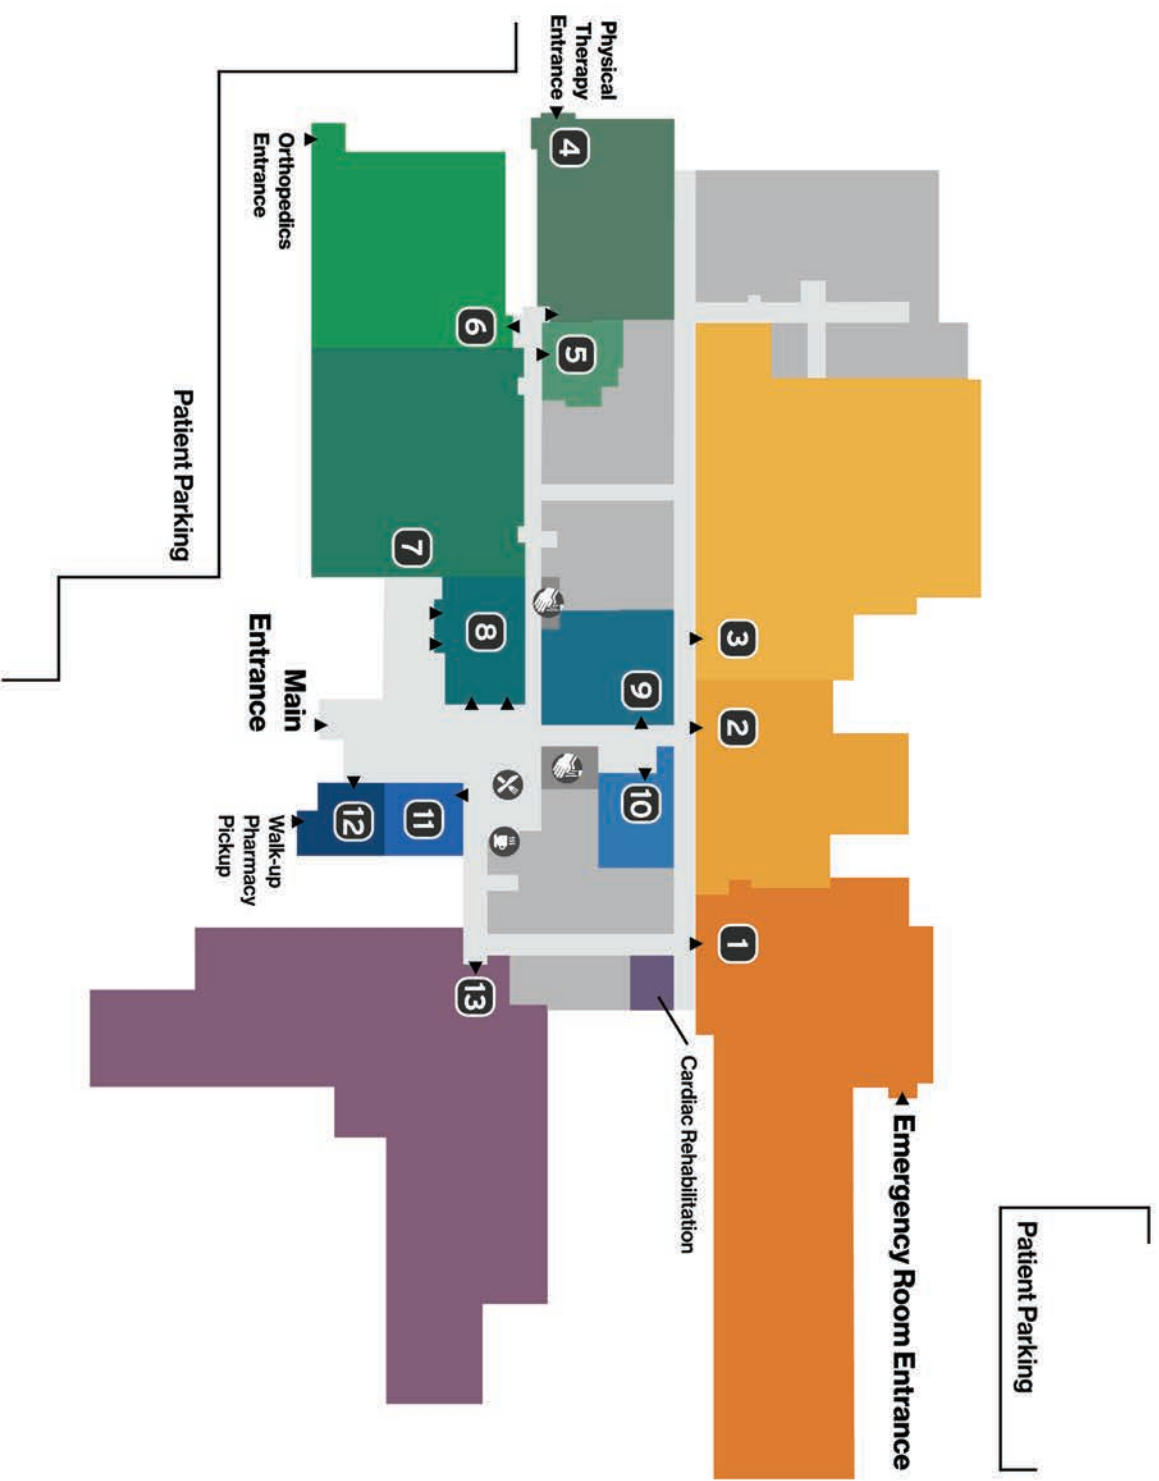 Physical
Therapy
Entrance
4
Orthopedics
Entrance
6
5
Patient Parking
7
8
3
9
2
Main
Entrance
10
11
12
Walk-up
Pharmacy
Pickup
1
13
Cardiac Rehabilitation
Emergency Room Entrance
Patient Parking